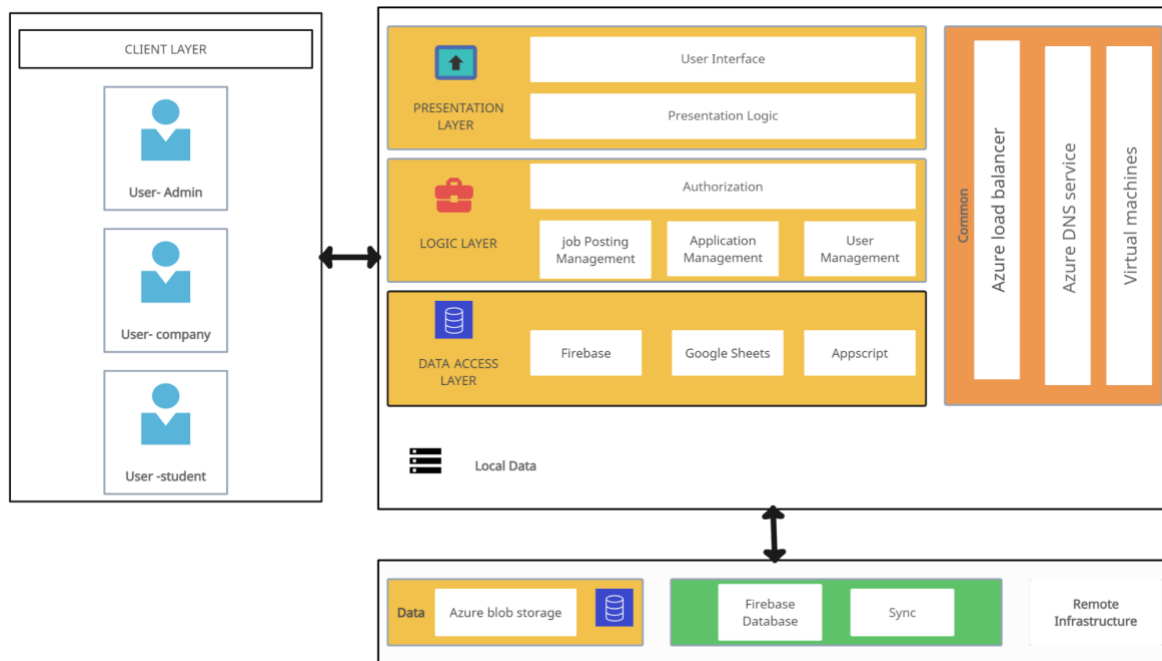 CLIENT LAYER
User- Admin
User- company
User -student
PRESENTATION
LAYER
User Interface
Presentation Logic
LOGIC LAYER
Authorization
job Posting
Management
Application
Management
User
Management
DATA ACCESS
LAYER
Firebase
Google Sheets
Appscript
Common
Azure load balancer
Azure DNS service
Virtual machines
Local Data
Data
Azure blob storage
Firebase
Database
Sync
Remote
Infrastructure